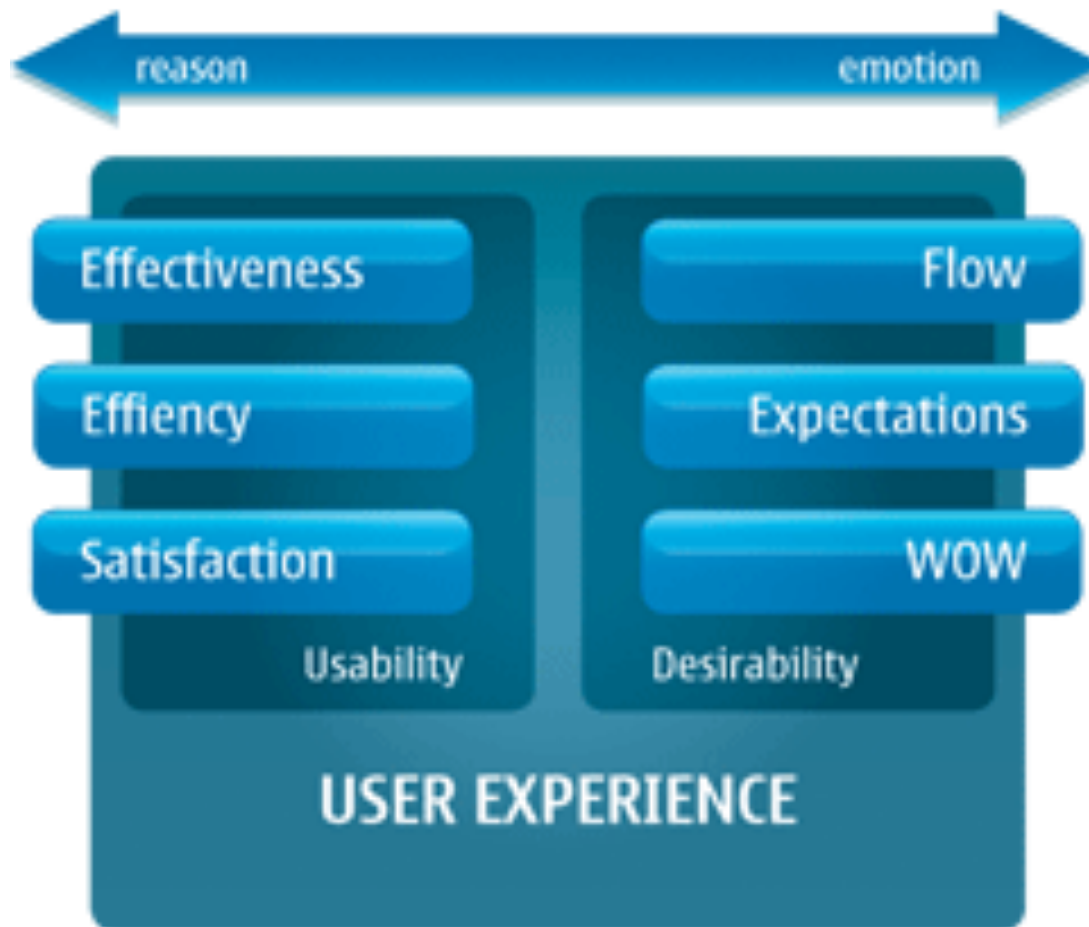 reason emotion
Effectiveness Flow
Effiency Expectations
Satisfaction WOW
Usability Desirability
USER EXPERIENCE